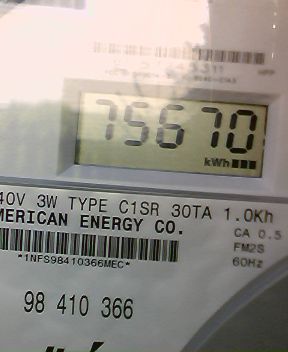 75670
kWh
40V 3W TYPE C1SR 30TA 1.0Kh
MERICAN ENERGY CO.
CA 0.5
FM2S
*1NFS98410366MEC*
60Hz
98 410 366